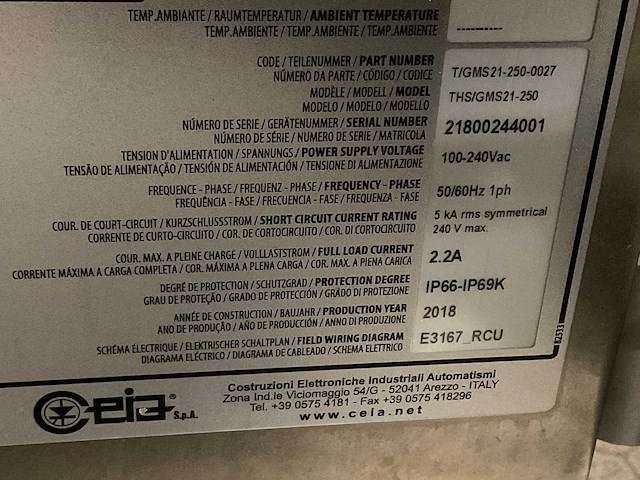 TEMP.AMBIANTE / RAUMTEMPERATUR / AMBIENT TEMPERATURE
TEMP.AMBIENTE / TEMP.AMBIENTE / TEMP.AMBIENTE
----------
CODE / TEILENUMMER / PART NUMBER
NÚMERO DA PARTE / CÓDIGO / CODICE
T/GMS21-250-0027
MODÈLE / MODELL / MODEL
MODELO / MODELO / MODELLO
THS/GMS21-250
NÚMERO DE SERIE / GERÄTENUMMER / SERIAL NUMBER
NÚMERO DE SÉRIE / NÚMERO DE SERIE / MATRICOLA
21800244001
TENSION D'ALIMENTATION / SPANNUNGS / POWER SUPPLY VOLTAGE
TENSÃO DE ALIMENTAÇÃO / TENSIÓN DE ALIMENTACIÓN / TENSIONE DI ALIMENTAZIONE
100-240Vac
FREQUENCE - PHASE / FREQUENZ - PHASE / FREQUENCY - PHASE
FREQUÊNCIA - FASE / FRECUENCIA - FASE / FREQUENZA - FASE
50/60Hz 1ph
COUR. DE COURT-CIRCUIT / KURZSCHLUSSSTROM / SHORT CIRCUIT CURRENT RATING
CORRENTE DE CURTO-CIRCUITO / COR. DE CORTOCIRCUITO / COR. DI CORTOCIRCUITO
5 kA rms symmetrical
240 V max.
COUR. MAX. A PLEINE CHARGE / VOLLLASTSTROM / FULL LOAD CURRENT
CORRENTE MÁXIMA A CARGA COMPLETA / COR. MÁXIMA A PLENA CARGA / COR. MAX. A PIENA CARICA
2.2A
DEGRÉ DE PROTECTION / SCHUTZGRAD / PROTECTION DEGREE
GRAU DE PROTEÇÃO / GRADO DE PROTECCIÓN / GRADO DI PROTEZIONE
IP66-IP69K
ANNÉE DE CONSTRUCTION / BAUJAHR / PRODUCTION YEAR
ANO DE PRODUÇÃO / AÑO DE PRODUCCIÓN / ANNO DI PRODUZIONE
2018
SCHÉMA ÉLECTRIQUE / ELEKTRISCHER SCHALTPLAN / FIELD WIRING DIAGRAM
DIAGRAMA ELÉCTRICO / DIAGRAMA DE CABLEADO / SCHEMA ELETTRICO
E3167_RCU
82533
Ceia S.p.A.
Costruzioni Elettroniche Industriali Automatismi
Zona Ind.le Viciomaggio 54/G - 52041 Arezzo - ITALY
Tel. +39 0575 4181 - Fax +39 0575 418296
www.ceia.net